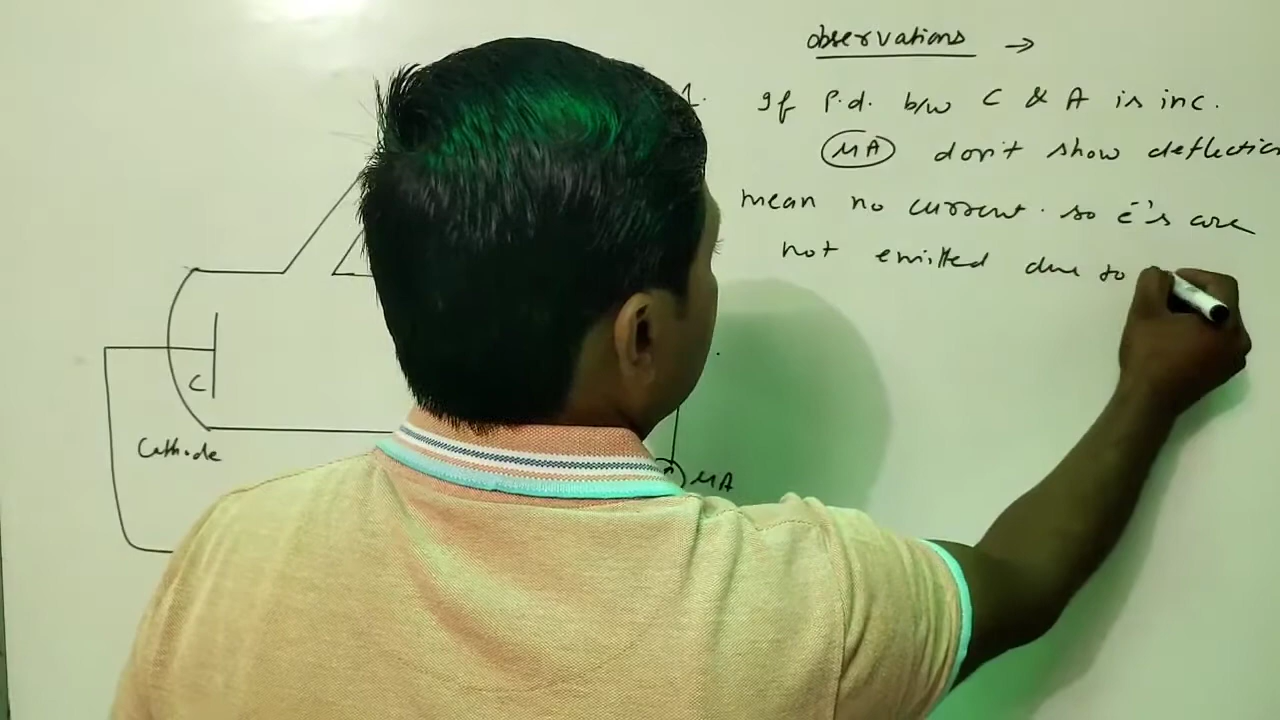 observations →
1. If P.d. b/w C & A is inc.
MA don't show deflection
mean no current. so e's are
not emitted due to
C
Cathode
MA